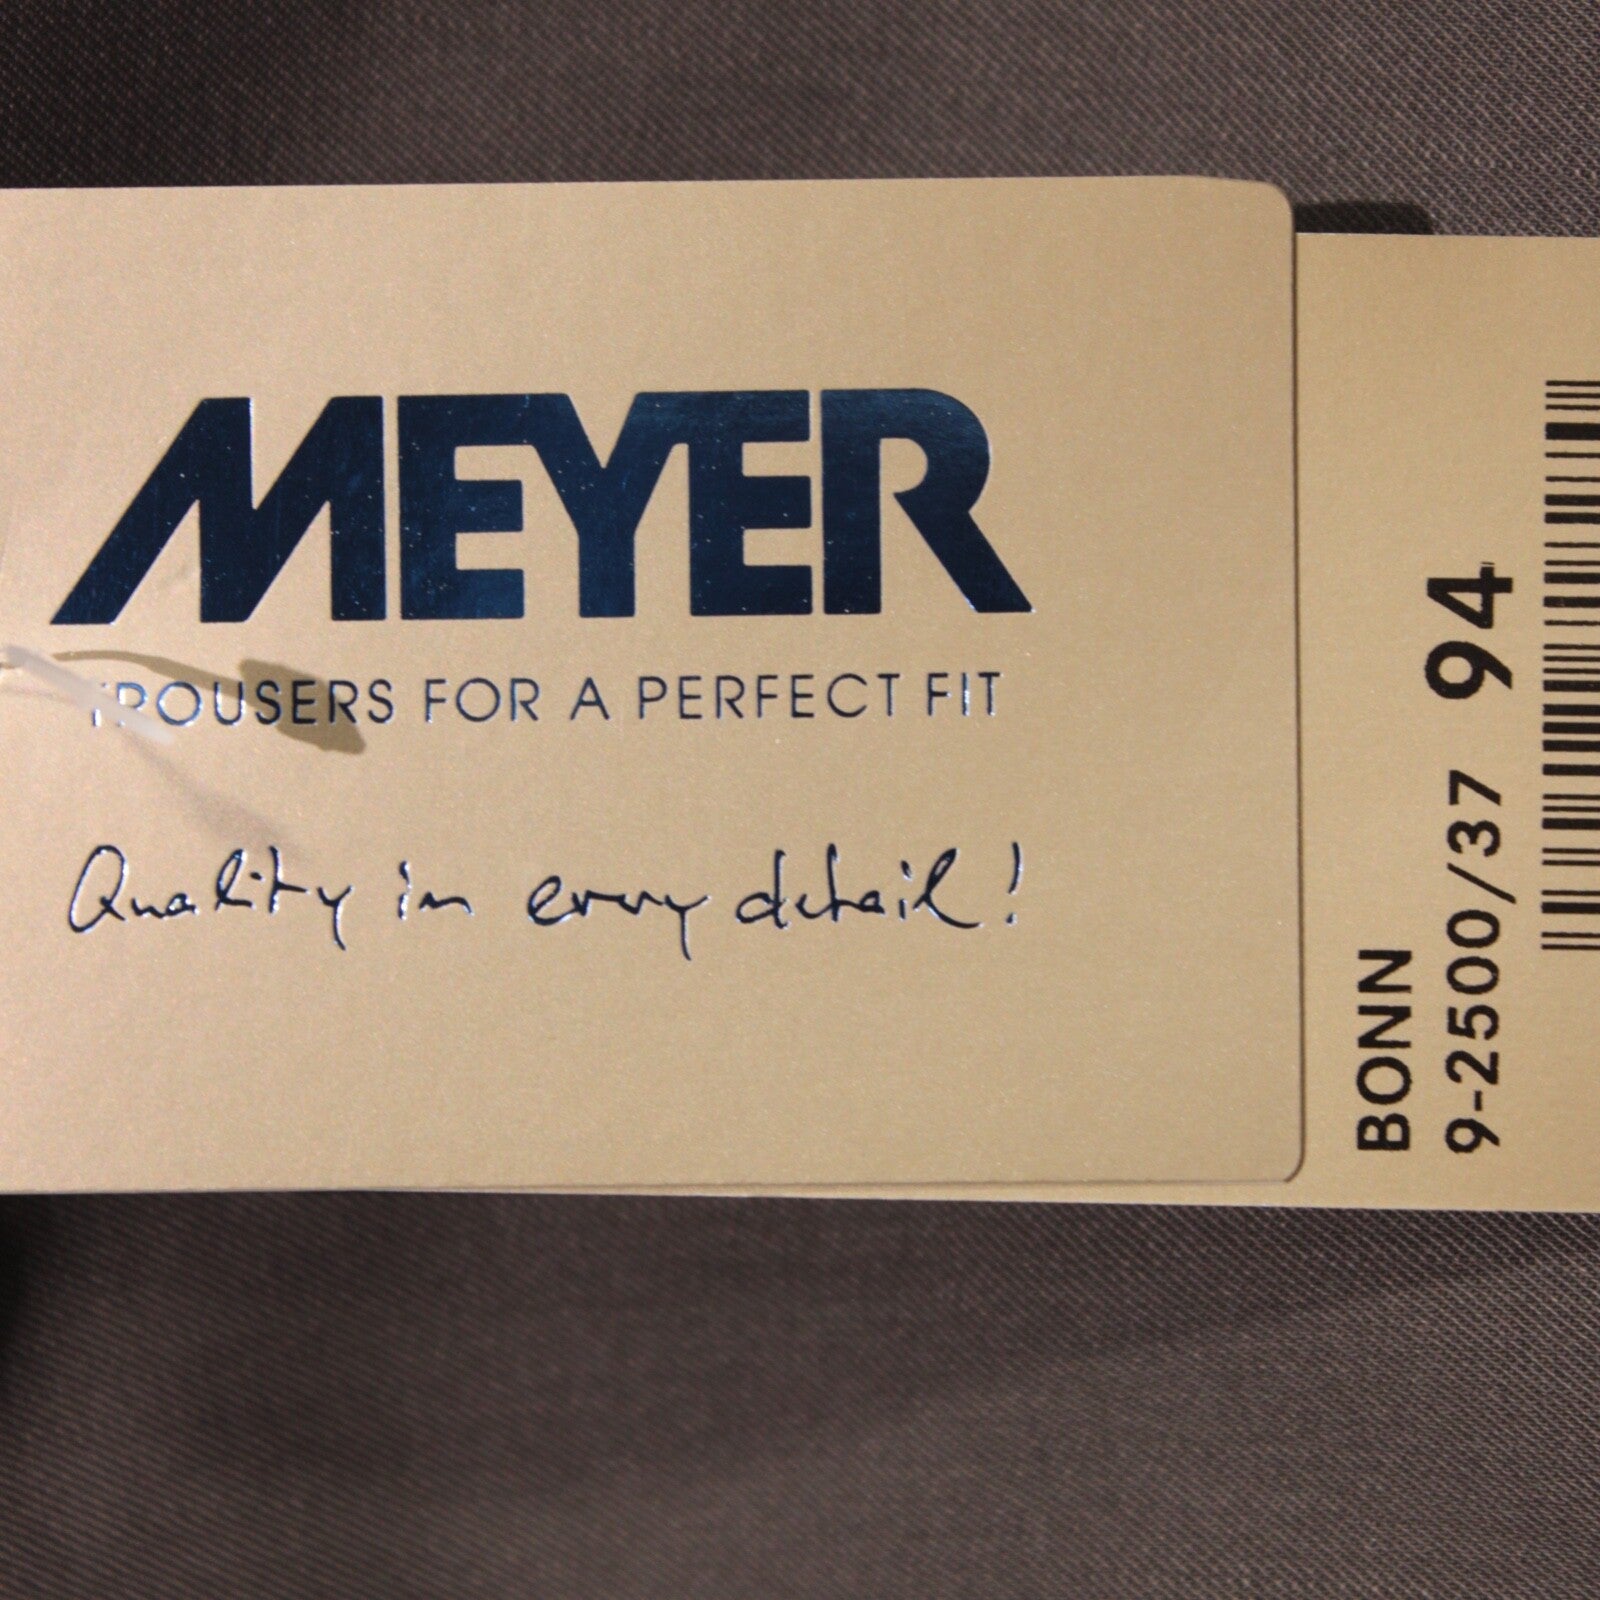 MEYER
TROUSERS FOR A PERFECT FIT
Quality in every detail!
BONN
9-2500/37 94